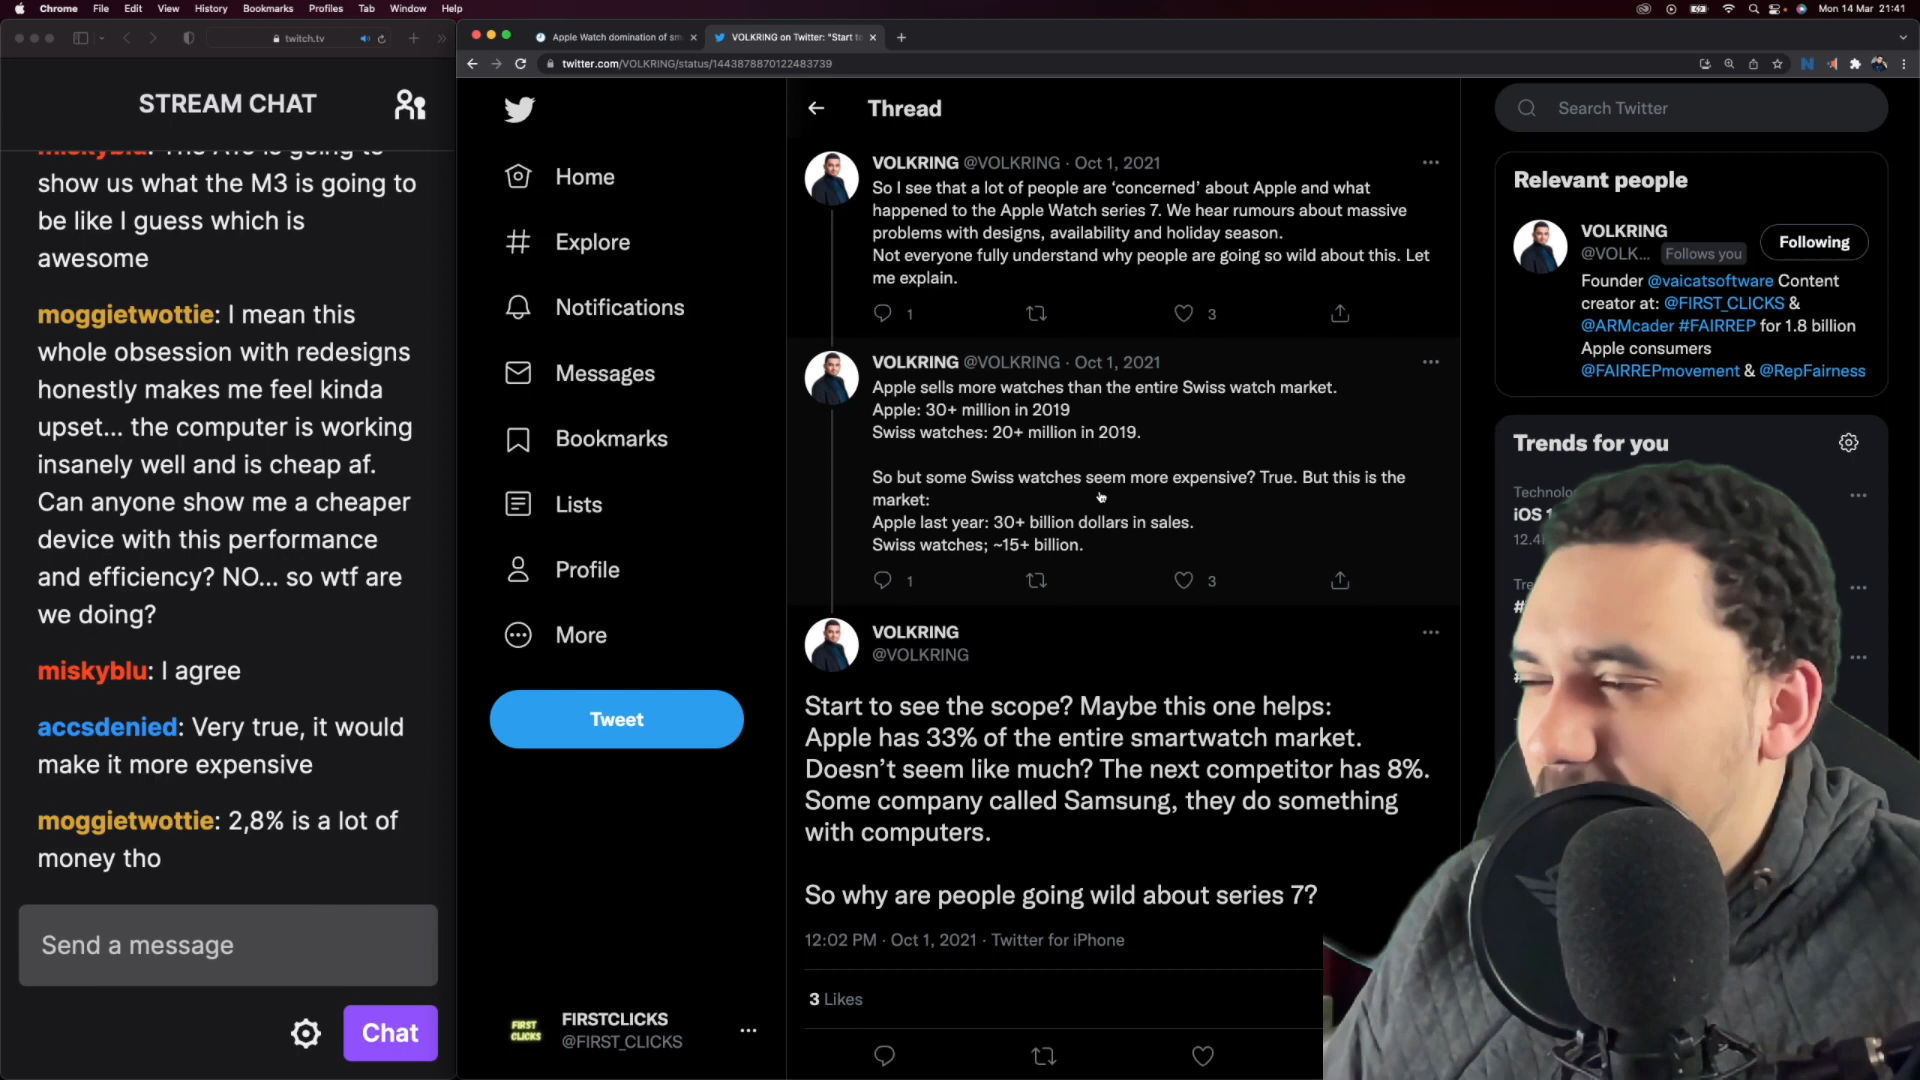 Chrome File Edit View History Bookmarks Profiles Tab Window Help
Mon 14 Mar 21:41
twitch.tv
Apple Watch domination of sm
VOLKRING on Twitter: "Start to
twitter.com/VOLKRING/status/1443878870122483739
STREAM CHAT
miskyblu: The A16 is going to
show us what the M3 is going to
be like I guess which is
awesome
moggietwottie: I mean this
whole obsession with redesigns
honestly makes me feel kinda
upset... the computer is working
insanely well and is cheap af.
Can anyone show me a cheaper
device with this performance
and efficiency? NO... so wtf are
we doing?
miskyblu: I agree
accsdenied: Very true, it would
make it more expensive
moggietwottie: 2,8% is a lot of
money tho
Send a message
Chat
Home
Explore
Notifications
Messages
Bookmarks
Lists
Profile
More
Tweet
FIRST
CLICKS
FIRSTCLICKS
@FIRST_CLICKS
Thread
VOLKRING @VOLKRING · Oct 1, 2021
So I see that a lot of people are ‘concerned’ about Apple and what
happened to the Apple Watch series 7. We hear rumours about massive
problems with designs, availability and holiday season.
Not everyone fully understand why people are going so wild about this. Let
me explain.
1
3
VOLKRING @VOLKRING · Oct 1, 2021
Apple sells more watches than the entire Swiss watch market.
Apple: 30+ million in 2019
Swiss watches: 20+ million in 2019.
So but some Swiss watches seem more expensive? True. But this is the
market:
Apple last year: 30+ billion dollars in sales.
Swiss watches; ~15+ billion.
1
3
VOLKRING
@VOLKRING
Start to see the scope? Maybe this one helps:
Apple has 33% of the entire smartwatch market.
Doesn’t seem like much? The next competitor has 8%.
Some company called Samsung, they do something
with computers.
So why are people going wild about series 7?
12:02 PM · Oct 1, 2021 · Twitter for iPhone
3 Likes
Search Twitter
Relevant people
VOLKRING
@VOLK... Follows you
Following
Founder @vaicatsoftware Content
creator at: @FIRST_CLICKS &
@ARMcader #FAIRREP for 1.8 billion
Apple consumers
@FAIRREPmovement & @RepFairness
Trends for you
Technolo
iOS 1
12.4
Tre
#
#